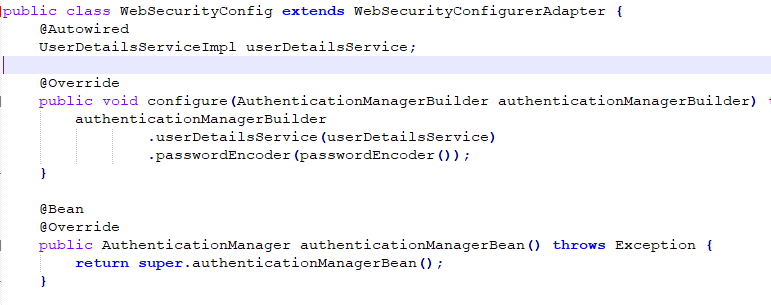 public class WebSecurityConfig extends WebSecurityConfigurerAdapter {
@Autowired
UserDetailsServiceImpl userDetailsService;
@Override
public void configure(AuthenticationManagerBuilder authenticationManagerBuilder)
authenticationManagerBuilder
.userDetailsService(userDetailsService)
.passwordEncoder(passwordEncoder());
}
@Bean
@Override
public AuthenticationManager authenticationManagerBean() throws Exception {
return super.authenticationManagerBean();
}